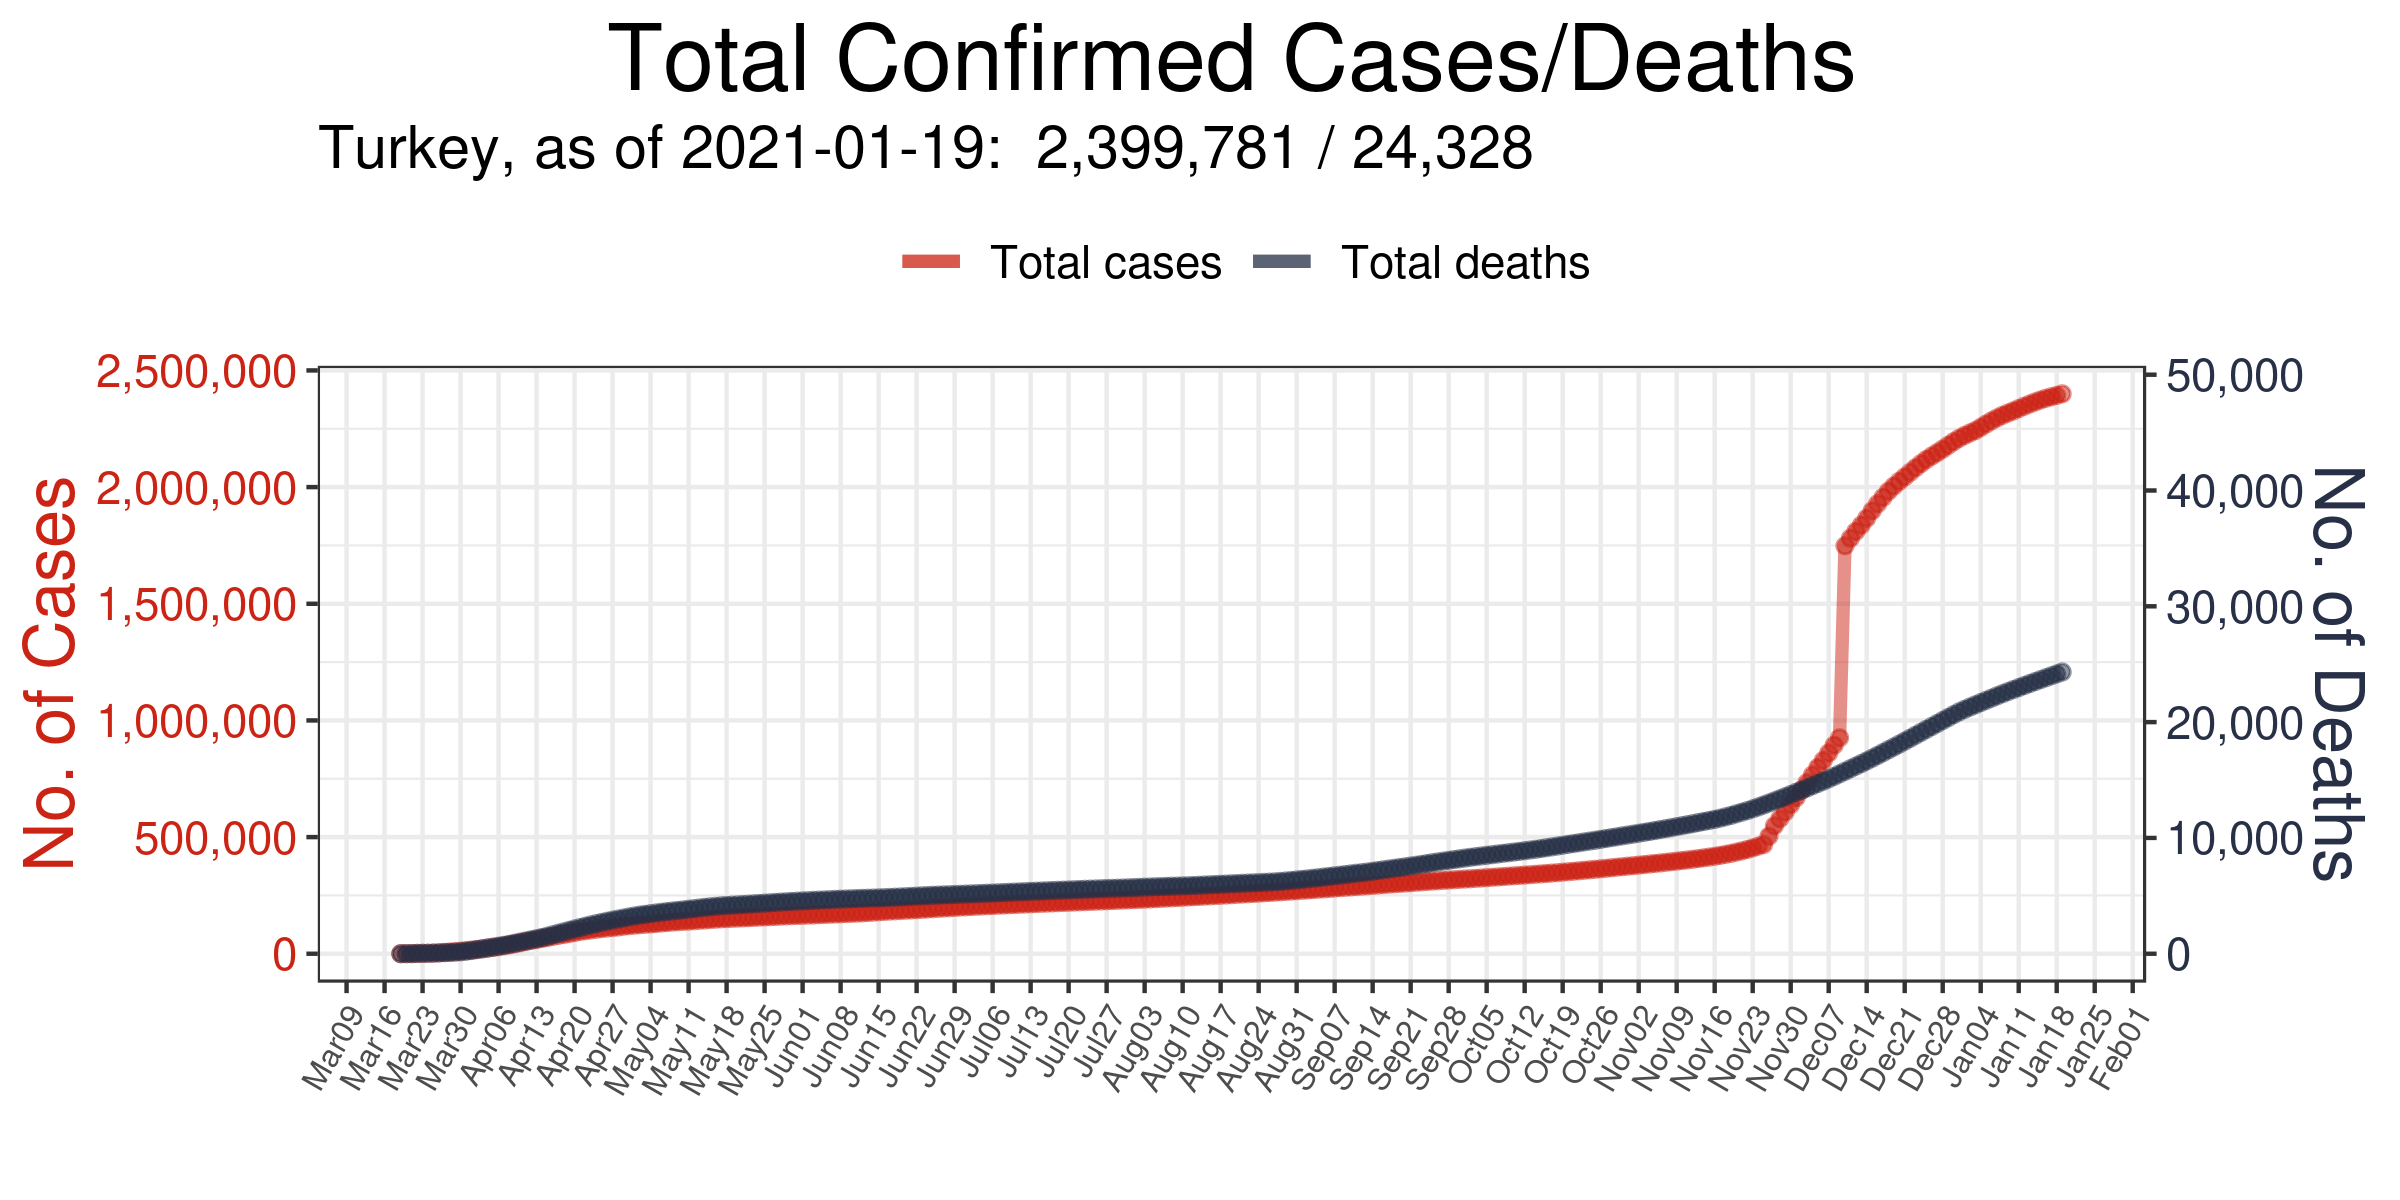 Total Confirmed Cases/Deaths
Turkey, as of 2021-01-19:  2,399,781 / 24,328
Total cases
Total deaths
No. of Cases
2,500,000
2,000,000
1,500,000
1,000,000
500,000
0
50,000
40,000
30,000
20,000
10,000
0
No. of Deaths
Mar09
Mar16
Mar23
Mar30
Apr06
Apr13
Apr20
Apr27
May04
May11
May18
May25
Jun01
Jun08
Jun15
Jun22
Jun29
Jul06
Jul13
Jul20
Jul27
Aug03
Aug10
Aug17
Aug24
Aug31
Sep07
Sep14
Sep21
Sep28
Oct05
Oct12
Oct19
Oct26
Nov02
Nov09
Nov16
Nov23
Nov30
Dec07
Dec14
Dec21
Dec28
Jan04
Jan11
Jan18
Jan25
Feb01